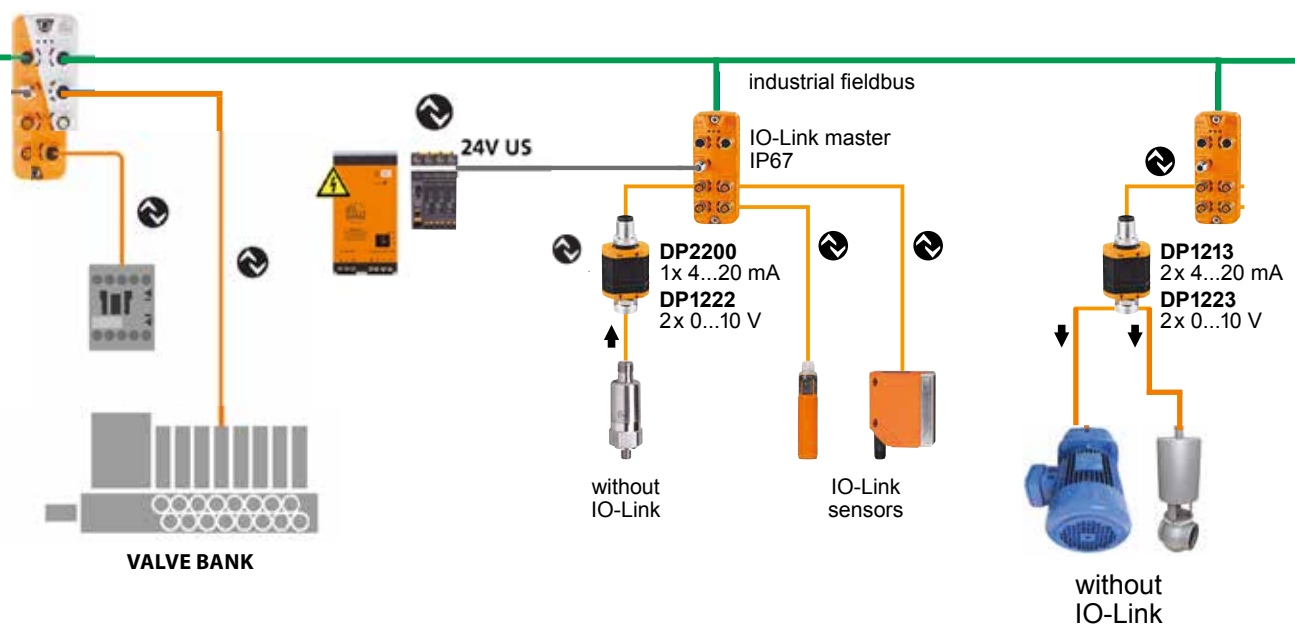 industrial fieldbus
24V US
IO-Link master
IP67
DP2200
1x 4...20 mA
DP1222
2x 0...10 V
DP1213
2x 4...20 mA
DP1223
2x 0...10 V
without
IO-Link
IO-Link
sensors
VALVE BANK
without
IO-Link